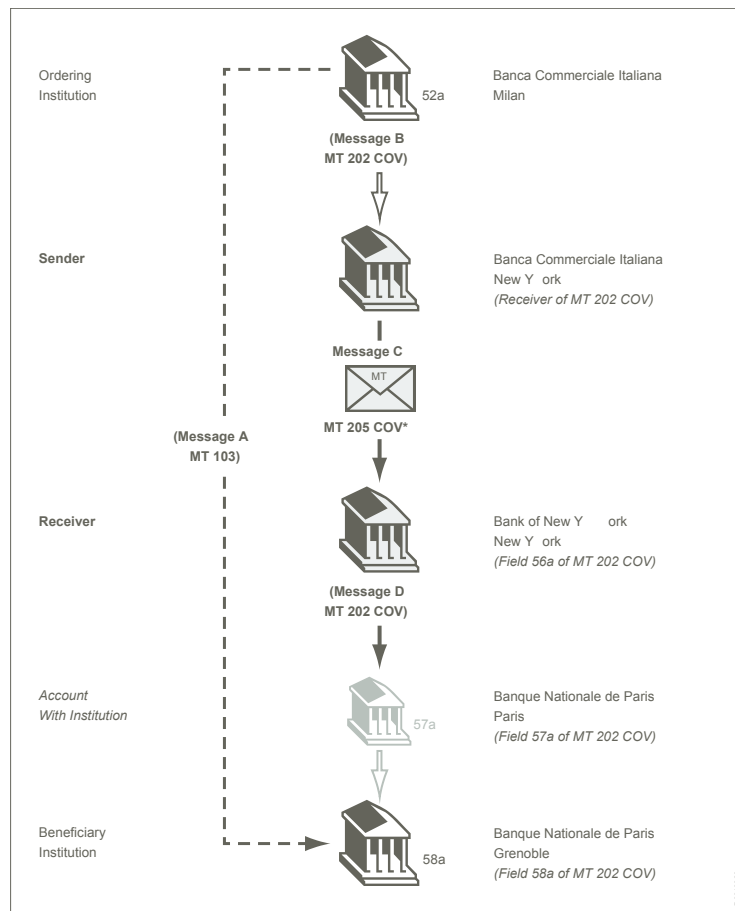 Ordering
Institution
52a
Banca Commerciale Italiana
Milan
(Message B
MT 202 COV)
Sender
Banca Commerciale Italiana
New Y ork
(Receiver of MT 202 COV)
Message C
MT
MT 205 COV*
(Message A
MT 103)
Receiver
Bank of New Y ork
New Y ork
(Field 56a of MT 202 COV)
(Message D
MT 202 COV)
Account
With Institution
57a
Banque Nationale de Paris
Paris
(Field 57a of MT 202 COV)
Beneficiary
Institution
58a
Banque Nationale de Paris
Grenoble
(Field 58a of MT 202 COV)